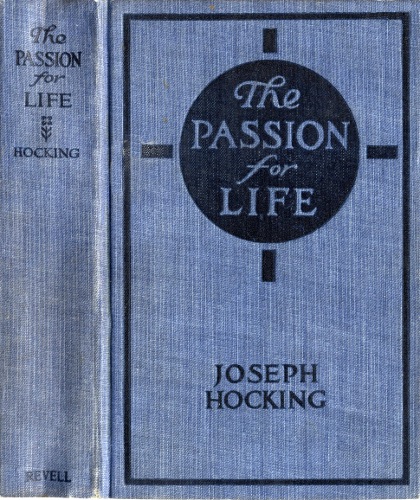 The
PASSION
for
LIFE
HOCKING
REVELL
The
PASSION
for
LIFE
JOSEPH
HOCKING